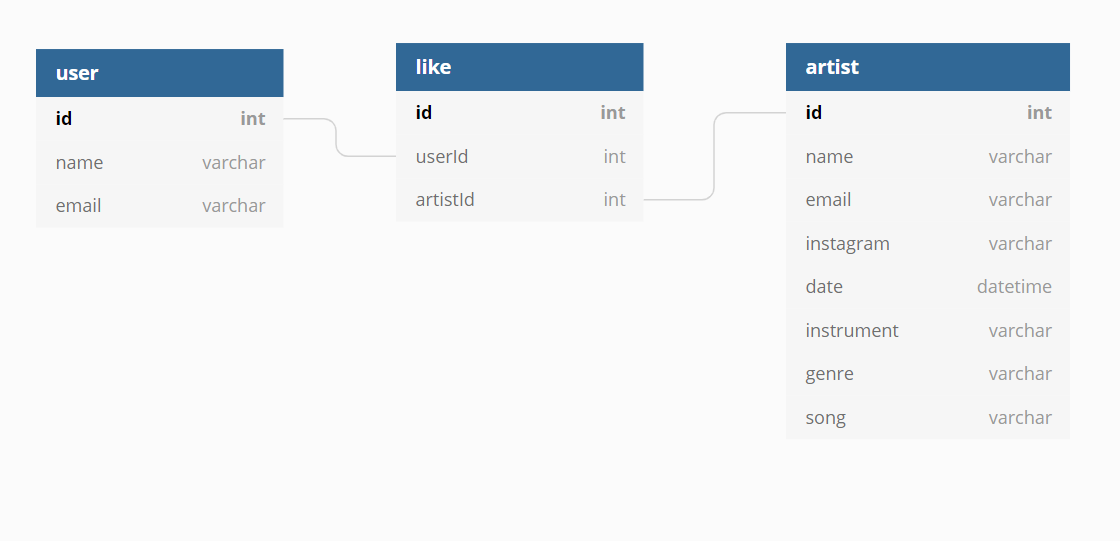 user
id int
name varchar
email varchar
like
id int
userId int
artistId int
artist
id int
name varchar
email varchar
instagram varchar
date datetime
instrument varchar
genre varchar
song varchar